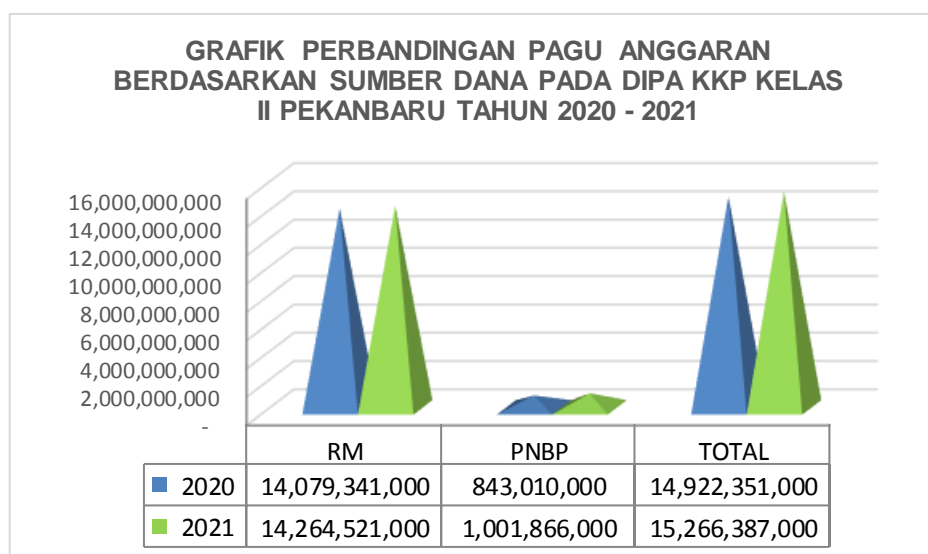 GRAFIK PERBANDINGAN PAGU ANGGARAN
BERDASARKAN SUMBER DANA PADA DIPA KKP KELAS
II PEKANBARU TAHUN 2020 - 2021
16,000,000,000
14,000,000,000
12,000,000,000
10,000,000,000
8,000,000,000
6,000,000,000
4,000,000,000
2,000,000,000
-
RM PNBP TOTAL
2020 14,079,341,000 843,010,000 14,922,351,000
2021 14,264,521,000 1,001,866,000 15,266,387,000